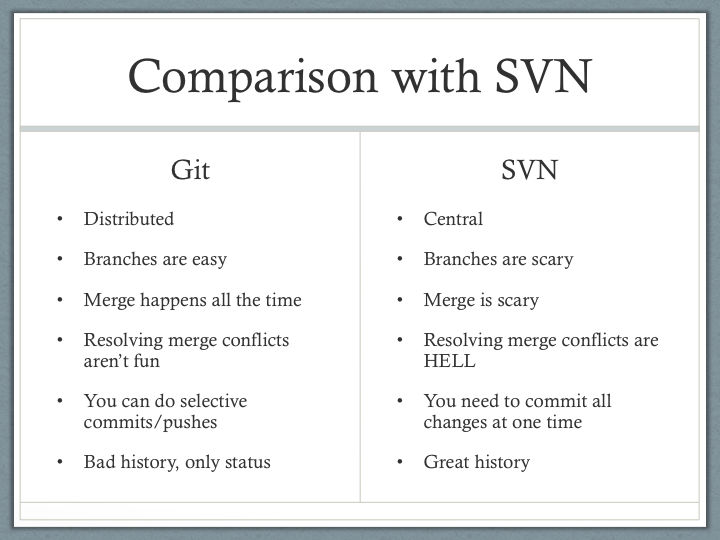 Comparison with SVN
Git
• Distributed
• Branches are easy
• Merge happens all the time
• Resolving merge conflicts
aren’t fun
• You can do selective
commits/pushes
• Bad history, only status
SVN
• Central
• Branches are scary
• Merge is scary
• Resolving merge conflicts are
HELL
• You need to commit all
changes at one time
• Great history